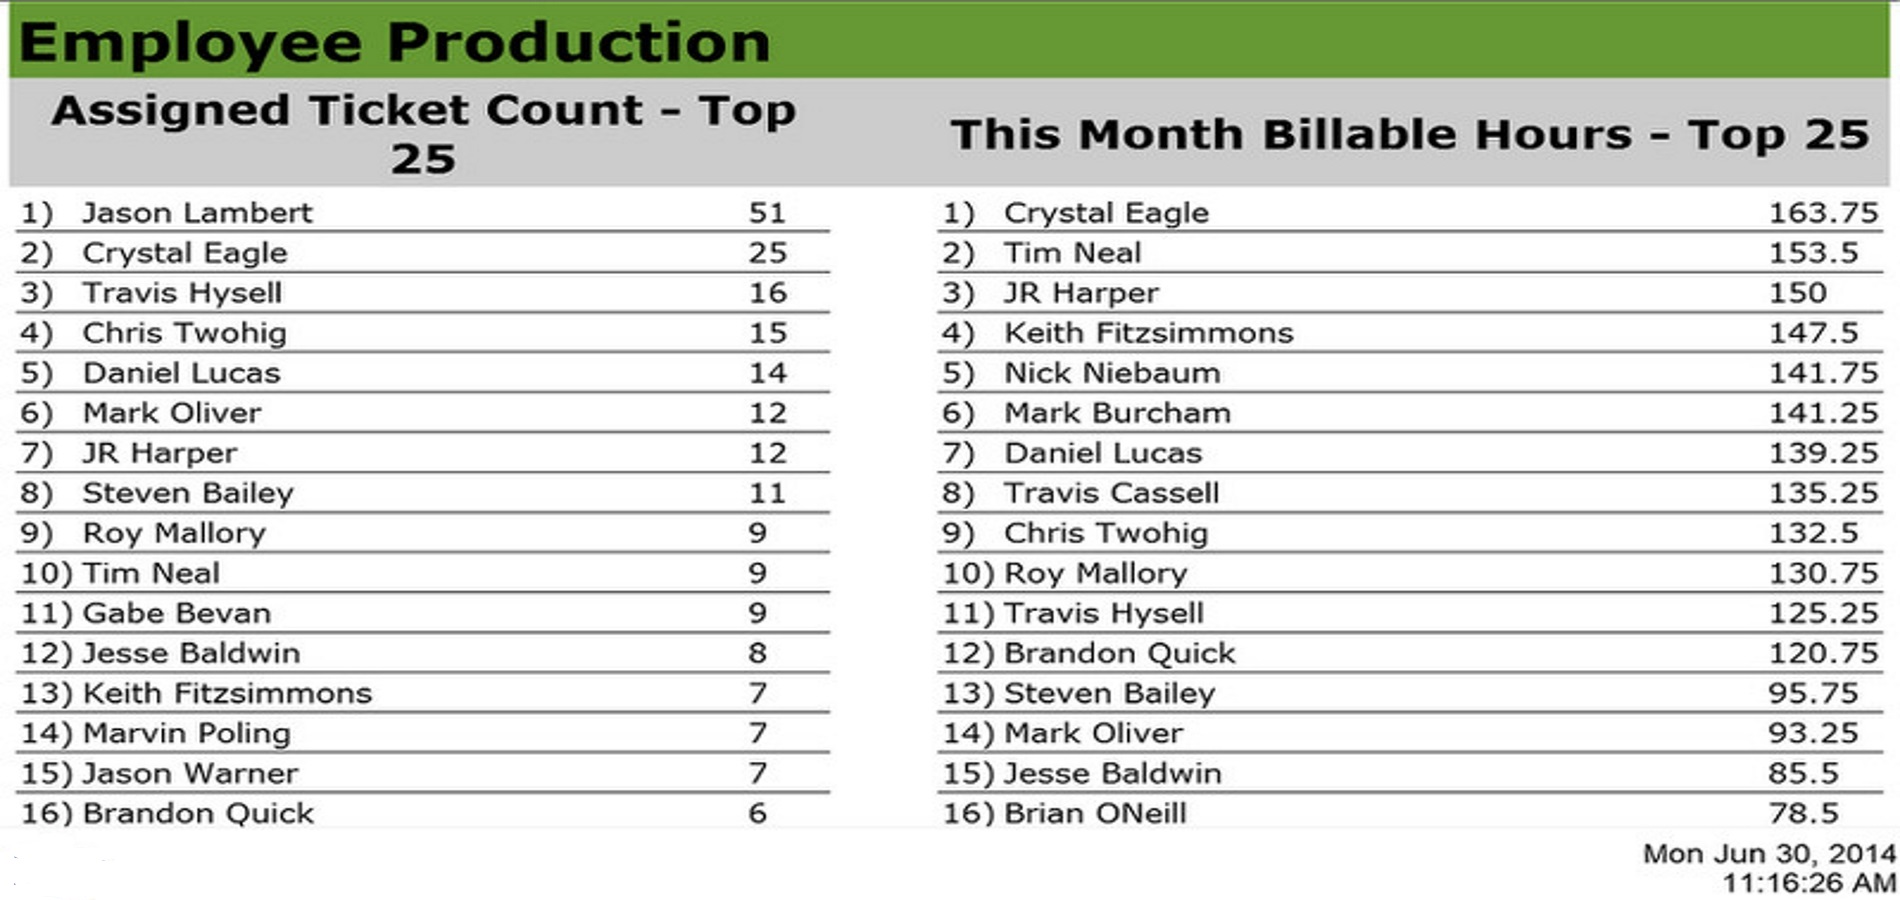 Employee Production
Assigned Ticket Count - Top
25
1) Jason Lambert 51
2) Crystal Eagle 25
3) Travis Hysell 16
4) Chris Twohig 15
5) Daniel Lucas 14
6) Mark Oliver 12
7) JR Harper 12
8) Steven Bailey 11
9) Roy Mallory 9
10) Tim Neal 9
11) Gabe Bevan 9
12) Jesse Baldwin 8
13) Keith Fitzsimmons 7
14) Marvin Poling 7
15) Jason Warner 7
16) Brandon Quick 6
This Month Billable Hours - Top 25
1) Crystal Eagle 163.75
2) Tim Neal 153.5
3) JR Harper 150
4) Keith Fitzsimmons 147.5
5) Nick Niebaum 141.75
6) Mark Burcham 141.25
7) Daniel Lucas 139.25
8) Travis Cassell 135.25
9) Chris Twohig 132.5
10) Roy Mallory 130.75
11) Travis Hysell 125.25
12) Brandon Quick 120.75
13) Steven Bailey 95.75
14) Mark Oliver 93.25
15) Jesse Baldwin 85.5
16) Brian ONeill 78.5
Mon Jun 30, 2014
11:16:26 AM